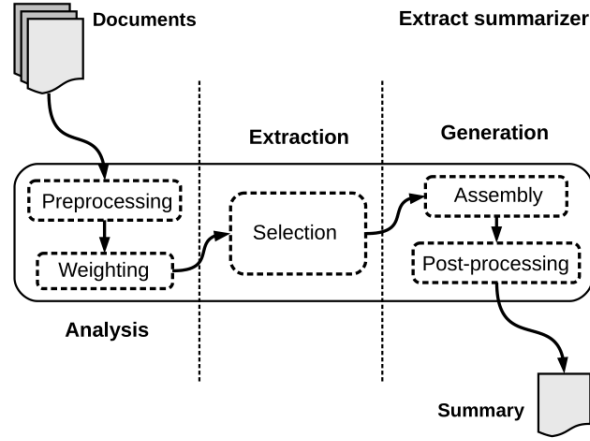 Documents
Extract summarizer
Extraction
Generation
Preprocessing
Weighting
Selection
Assembly
Post-processing
Analysis
Summary